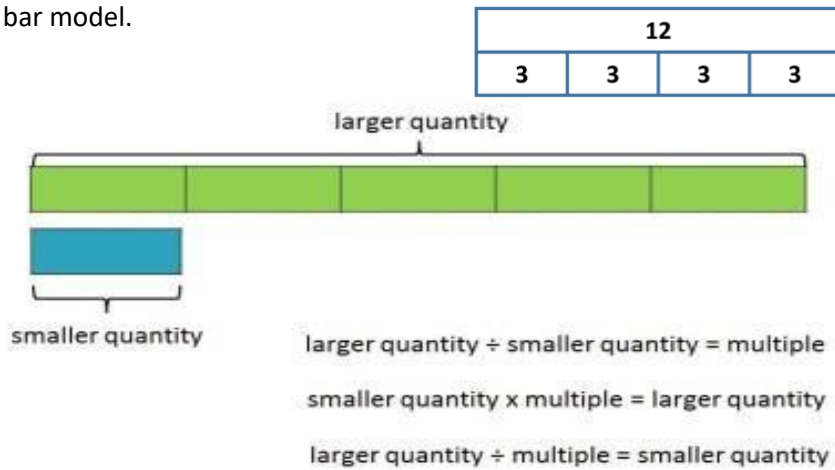 bar model.
12
3 3 3 3
larger quantity
smaller quantity
larger quantity ÷ smaller quantity = multiple
smaller quantity x multiple = larger quantity
larger quantity ÷ multiple = smaller quantity